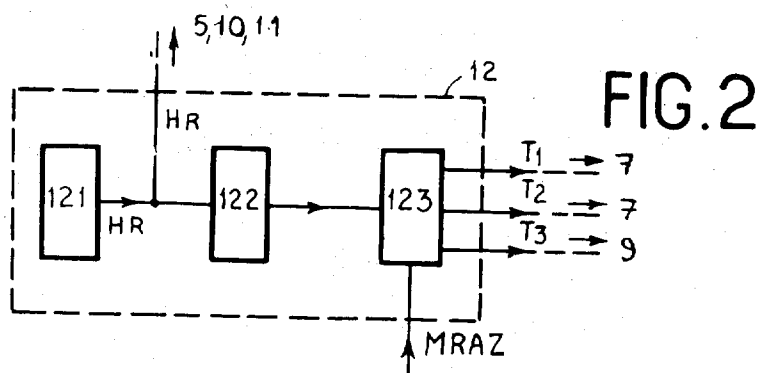 5,10,11
12
FIG.2
HR
T1 7
121 HR 122 123 T2 7
T3 9
MRAZ